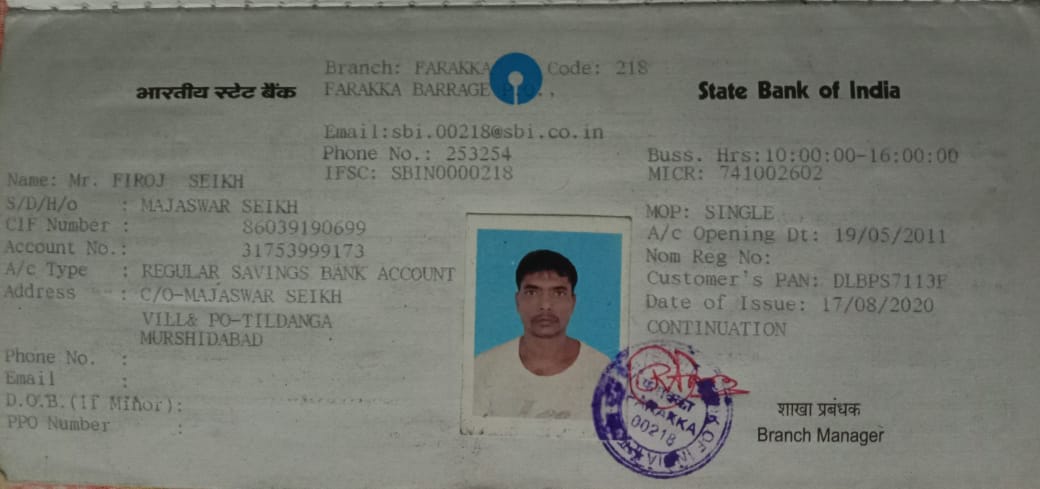 भारतीय स्टेट बैंक
Branch: FARAKKA Code: 218
FARAKKA BARRAGE
State Bank of India
Email:sbi.00218@sbi.co.in
Phone No.: 253254
IFSC: SBIN0000218
Buss. Hrs:10:00:00-16:00:00
MICR: 741002602
Name: Mr. FIROJ SEIKH
S/D/H/o : MAJASWAR SEIKH
CIF Number : 86039190699
Account No.: 31753999173
A/c Type : REGULAR SAVINGS BANK ACCOUNT
Address : C/O-MAJASWAR SEIKH
VILL& PO-TILDANGA
MURSHIDABAD
Phone No. :
Email :
D.O.B.(If Minor):
PPO Number :
MOP: SINGLE
A/c Opening Dt: 19/05/2011
Nom Reg No:
Customer's PAN: DLBPS7113F
Date of Issue: 17/08/2020
CONTINUATION
FARAKKA
00218
शाखा प्रबंधक
Branch Manager